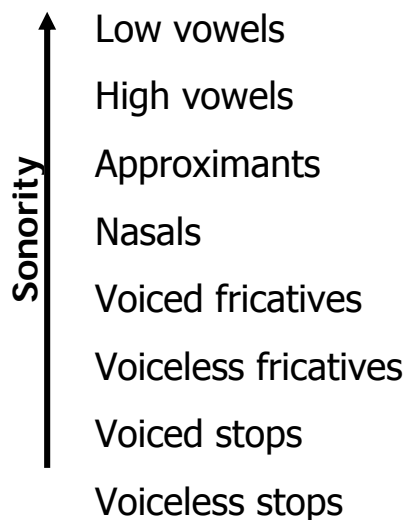 Low vowels
High vowels
Approximants
Nasals
Sonority
Voiced fricatives
Voiceless fricatives
Voiced stops
Voiceless stops